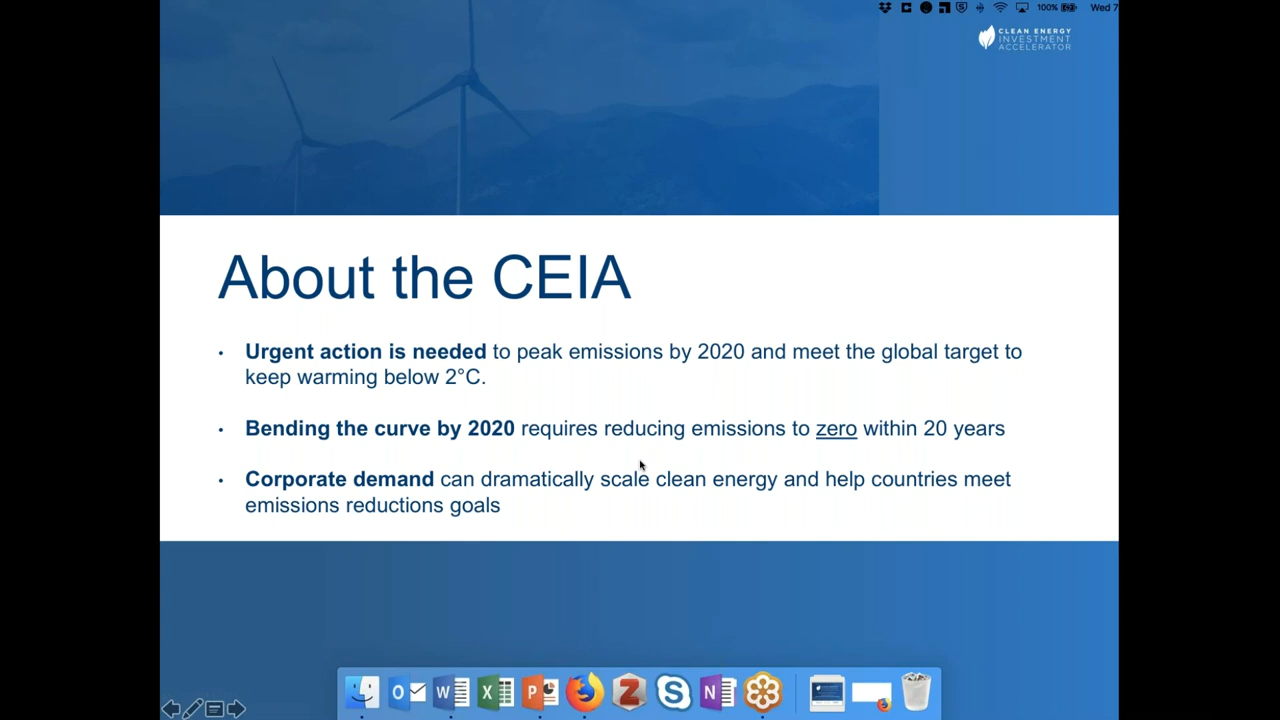 100%
Wed 7
CLEAN ENERGY
INVESTMENT
ACCELERATOR
About the CEIA
• Urgent action is needed to peak emissions by 2020 and meet the global target to
keep warming below 2°C.
• Bending the curve by 2020 requires reducing emissions to zero within 20 years
• Corporate demand can dramatically scale clean energy and help countries meet
emissions reductions goals